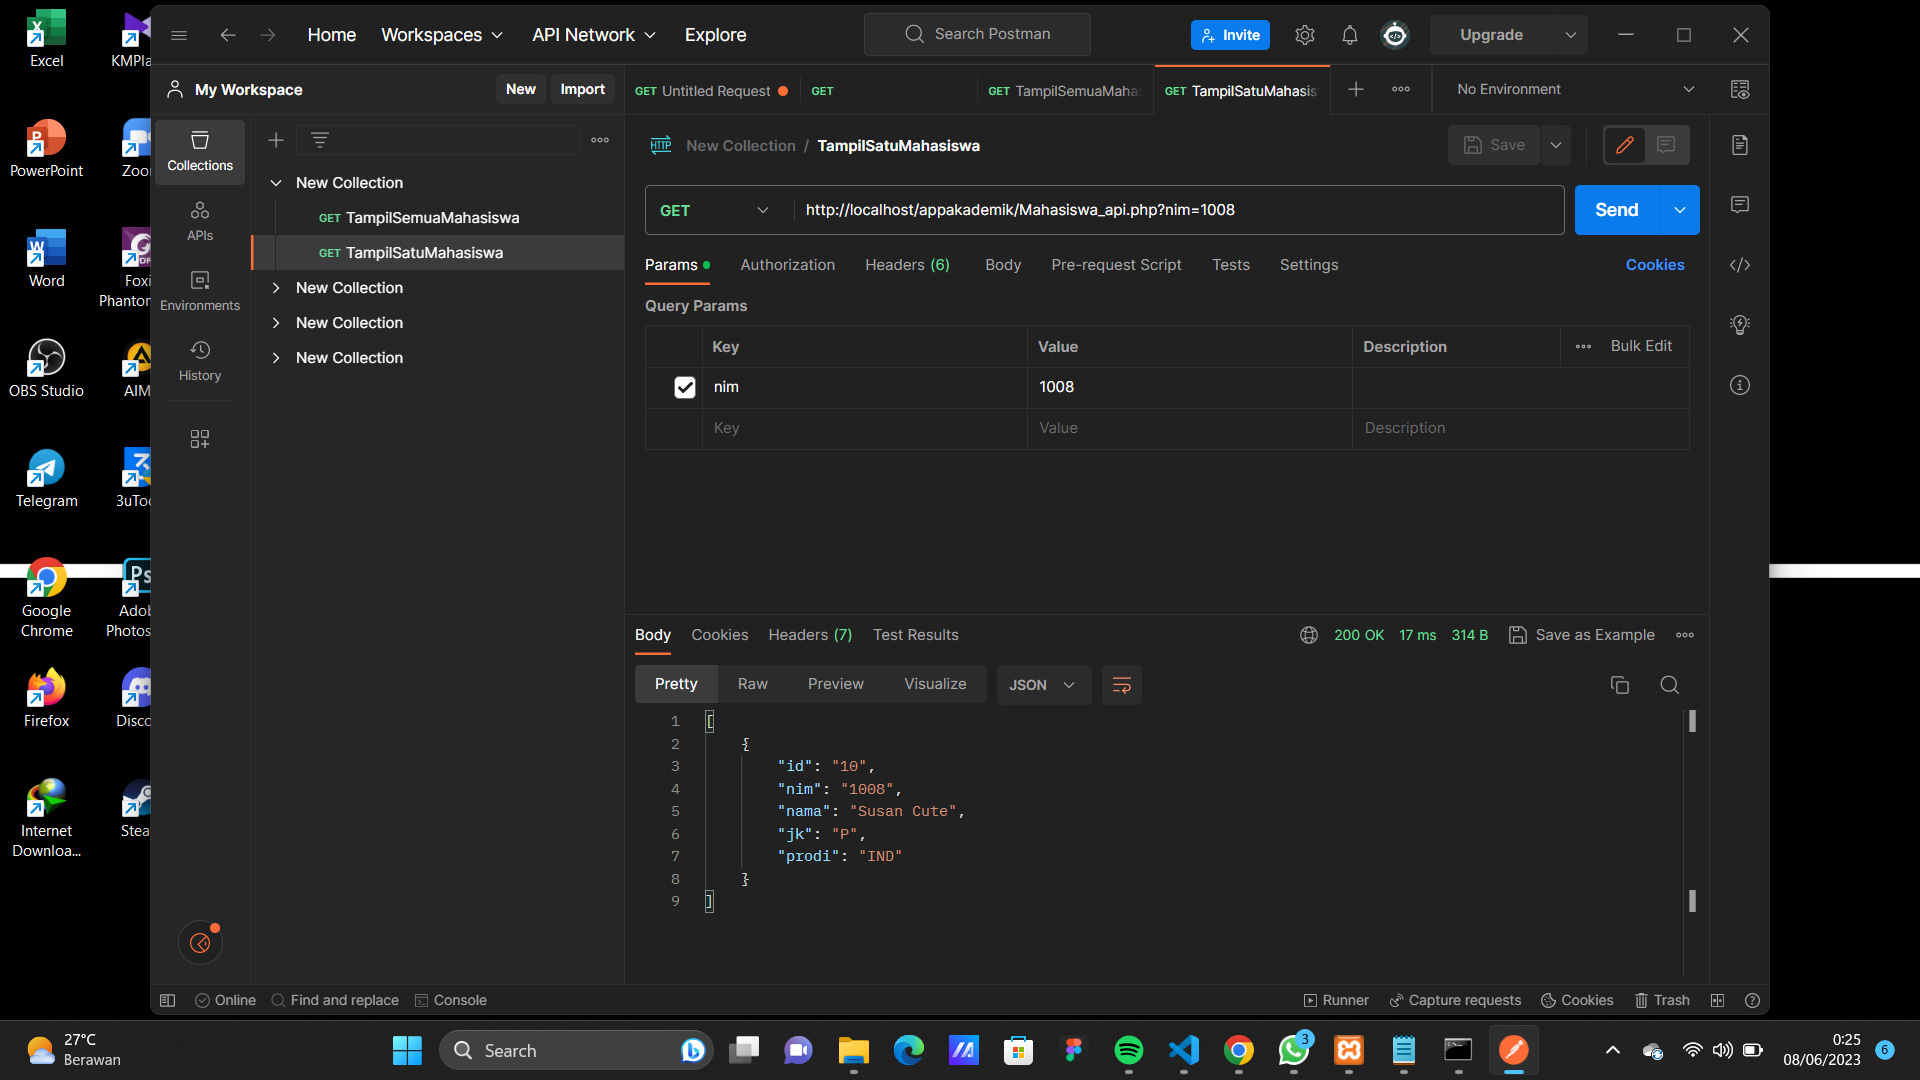 Excel
PowerPoint
Word
OBS Studio
Telegram
Google
Chrome
Firefox
Internet
Downloa...
KMPla
Zoo
Foxi
Phantom
AIM
3uToo
Adob
Photos
Disco
Stea
Home
Workspaces
API Network
Explore
Search Postman
Invite
Upgrade
My Workspace
New
Import
GET Untitled Request
GET
GET TampilSemuaMaha
GET TampilSatuMahasis
No Environment
Collections
APIs
Environments
History
New Collection
GET TampilSemuaMahasiswa
GET TampilSatuMahasiswa
New Collection
New Collection
New Collection
HTTP New Collection / TampilSatuMahasiswa
Save
GET
http://localhost/appakademik/Mahasiswa_api.php?nim=1008
Send
Params Authorization Headers (6) Body Pre-request Script Tests Settings Cookies
Query Params
Key Value Description Bulk Edit
nim 1008
Key Value Description
Body Cookies Headers (7) Test Results 200 OK 17 ms 314 B Save as Example
Pretty Raw Preview Visualize JSON
1 [
2 {
3 "id": "10",
4 "nim": "1008",
5 "nama": "Susan Cute",
6 "jk": "P",
7 "prodi": "IND"
8 }
9 ]
Online Find and replace Console Runner Capture requests Cookies Trash
27°C
Berawan
Search
3
0:25
08/06/2023
6